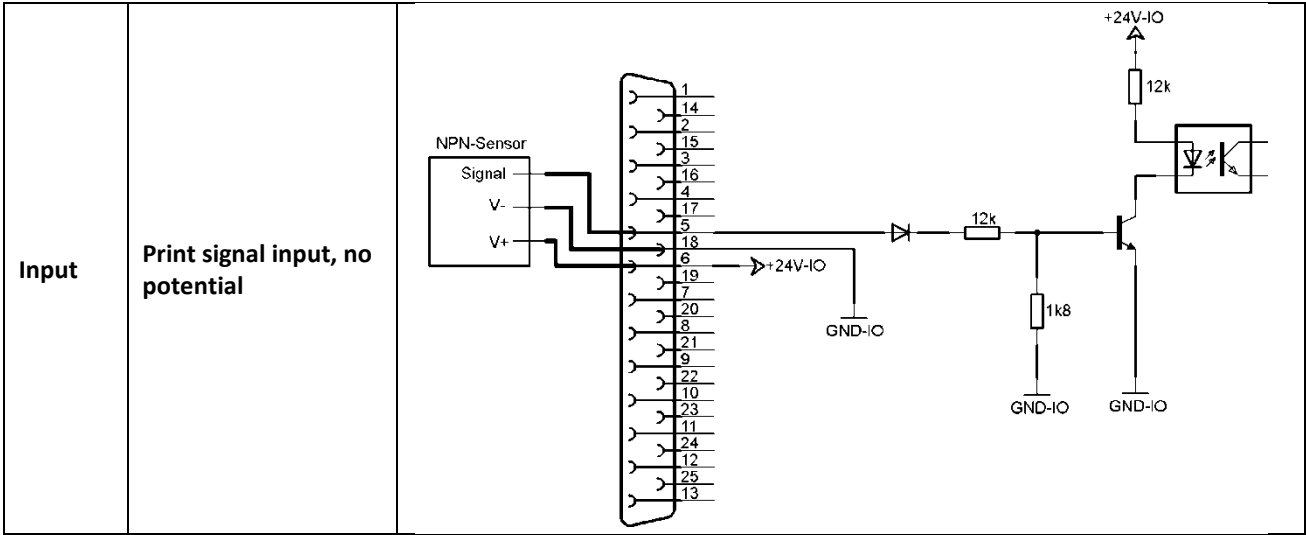 Input
Print signal input, no
potential
NPN-Sensor
Signal
V-
V+
1
14
2
15
3
16
4
17
5
18
6
19
7
20
8
21
9
22
10
23
11
24
12
25
13
+24V-IO
GND-IO
12k
1k8
GND-IO
GND-IO
+24V-IO
12k